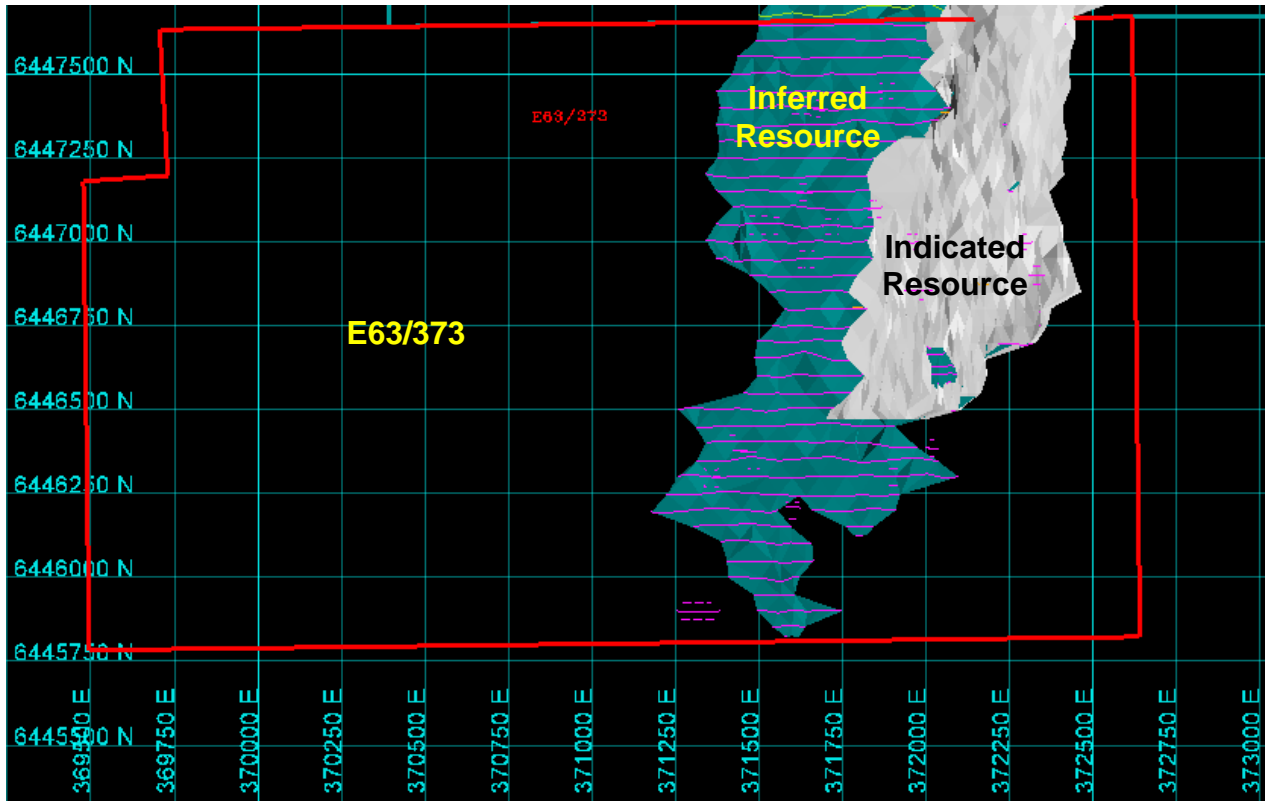 6447500 N
Inferred
Resource
E63/373
6447250 N
6447000 N
Indicated
Resource
6446750 N
E63/373
6446500 N
6446250 N
6446000 N
6445750 N
6445500 N
369500 E
369750 E
370000 E
370250 E
370500 E
370750 E
371000 E
371250 E
371500 E
371750 E
372000 E
372250 E
372500 E
372750 E
373000 E